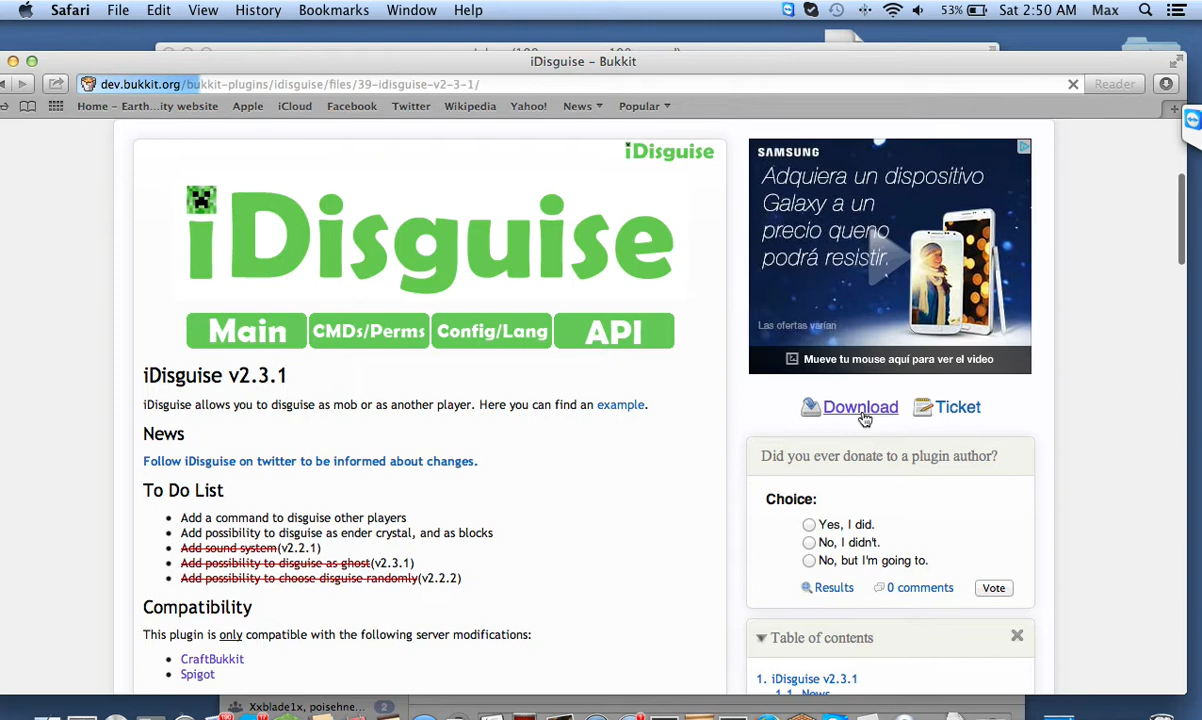 Safari File Edit View History Bookmarks Window Help 53% Sat 2:50 AM Max
iDisguise – Bukkit
dev.bukkit.org/bukkit-plugins/idisguise/files/39-idisguise-v2-3-1/ Reader
Home – Earth...ity website Apple iCloud Facebook Twitter Wikipedia Yahoo! News Popular
iDisguise
iDisguise
Main CMDs/Perms Config/Lang API
iDisguise v2.3.1
iDisguise allows you to disguise as mob or as another player. Here you can find an example.
News
Follow iDisguise on twitter to be informed about changes.
To Do List
Add a command to disguise other players
Add possibility to disguise as ender crystal, and as blocks
Add sound system(v2.2.1)
Add possibility to disguise as ghost(v2.3.1)
Add possibility to choose disguise randomly(v2.2.2)
Compatibility
This plugin is only compatible with the following server modifications:
CraftBukkit
Spigot
SAMSUNG
Adquiera un dispositivo
Galaxy a un
precio queno
podrá resistir.
Las ofertas varían
Mueve tu mouse aquí para ver el video
Download Ticket
Did you ever donate to a plugin author?
Choice:
Yes, I did.
No, I didn't.
No, but I'm going to.
Results 0 comments Vote
Table of contents
1. iDisguise v2.3.1
1.1. News
Xxblade1x, poisehne... 2